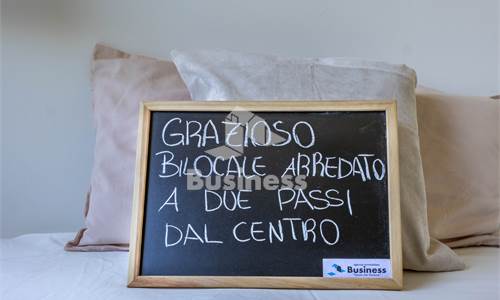 GRAZIOSO
BILOCALE ARREDATO
Business
A DUE PASSI
DAL CENTRO
Business